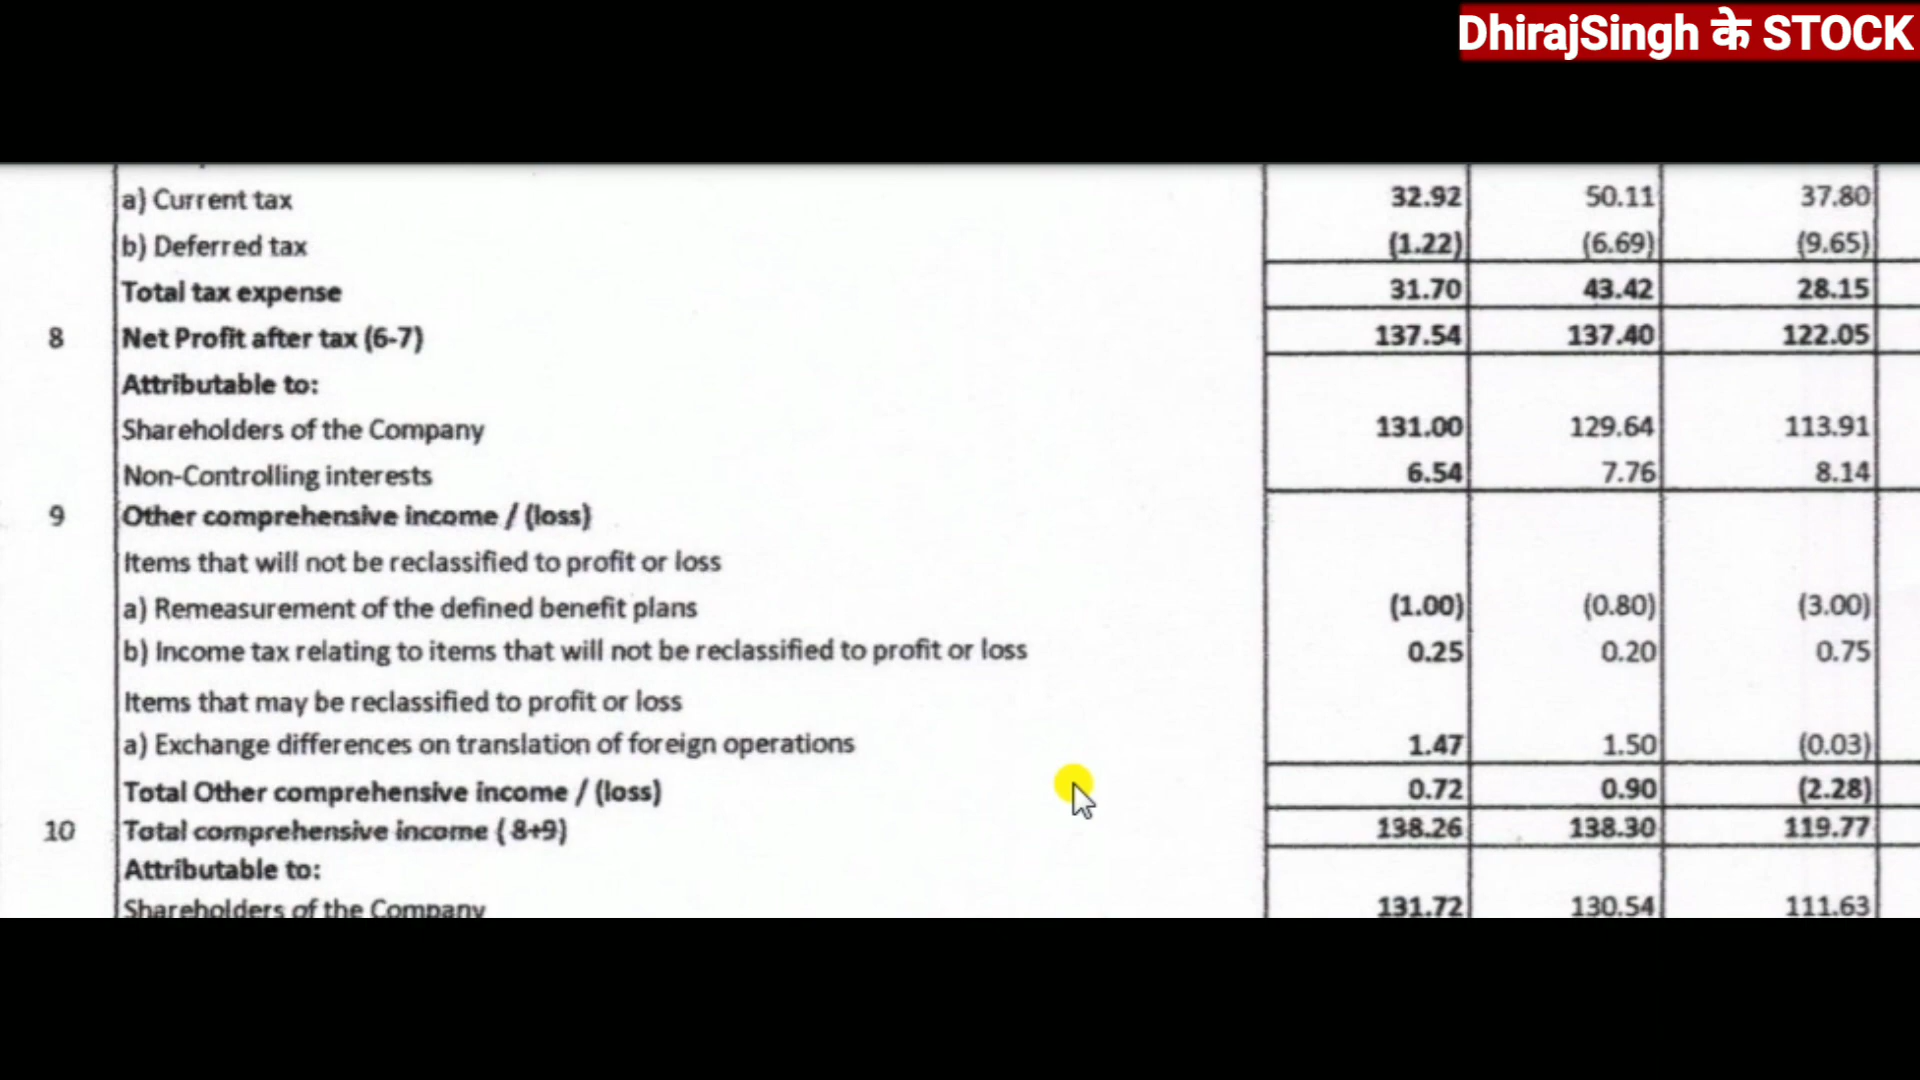 DhirajSingh के STOCK
a) Current tax 32.92 50.11 37.80
b) Deferred tax (1.22) (6.69) (9.65)
Total tax expense 31.70 43.42 28.15
8 Net Profit after tax (6-7) 137.54 137.40 122.05
Attributable to:
Shareholders of the Company 131.00 129.64 113.91
Non-Controlling interests 6.54 7.76 8.14
9 Other comprehensive income / (loss)
Items that will not be reclassified to profit or loss
a) Remeasurement of the defined benefit plans (1.00) (0.80) (3.00)
b) Income tax relating to items that will not be reclassified to profit or loss 0.25 0.20 0.75
Items that may be reclassified to profit or loss
a) Exchange differences on translation of foreign operations 1.47 1.50 (0.03)
Total Other comprehensive income / (loss) 0.72 0.90 (2.28)
10 Total comprehensive income ( 8+9) 138.26 138.30 119.77
Attributable to:
Shareholders of the Company 131.72 130.54 111.63